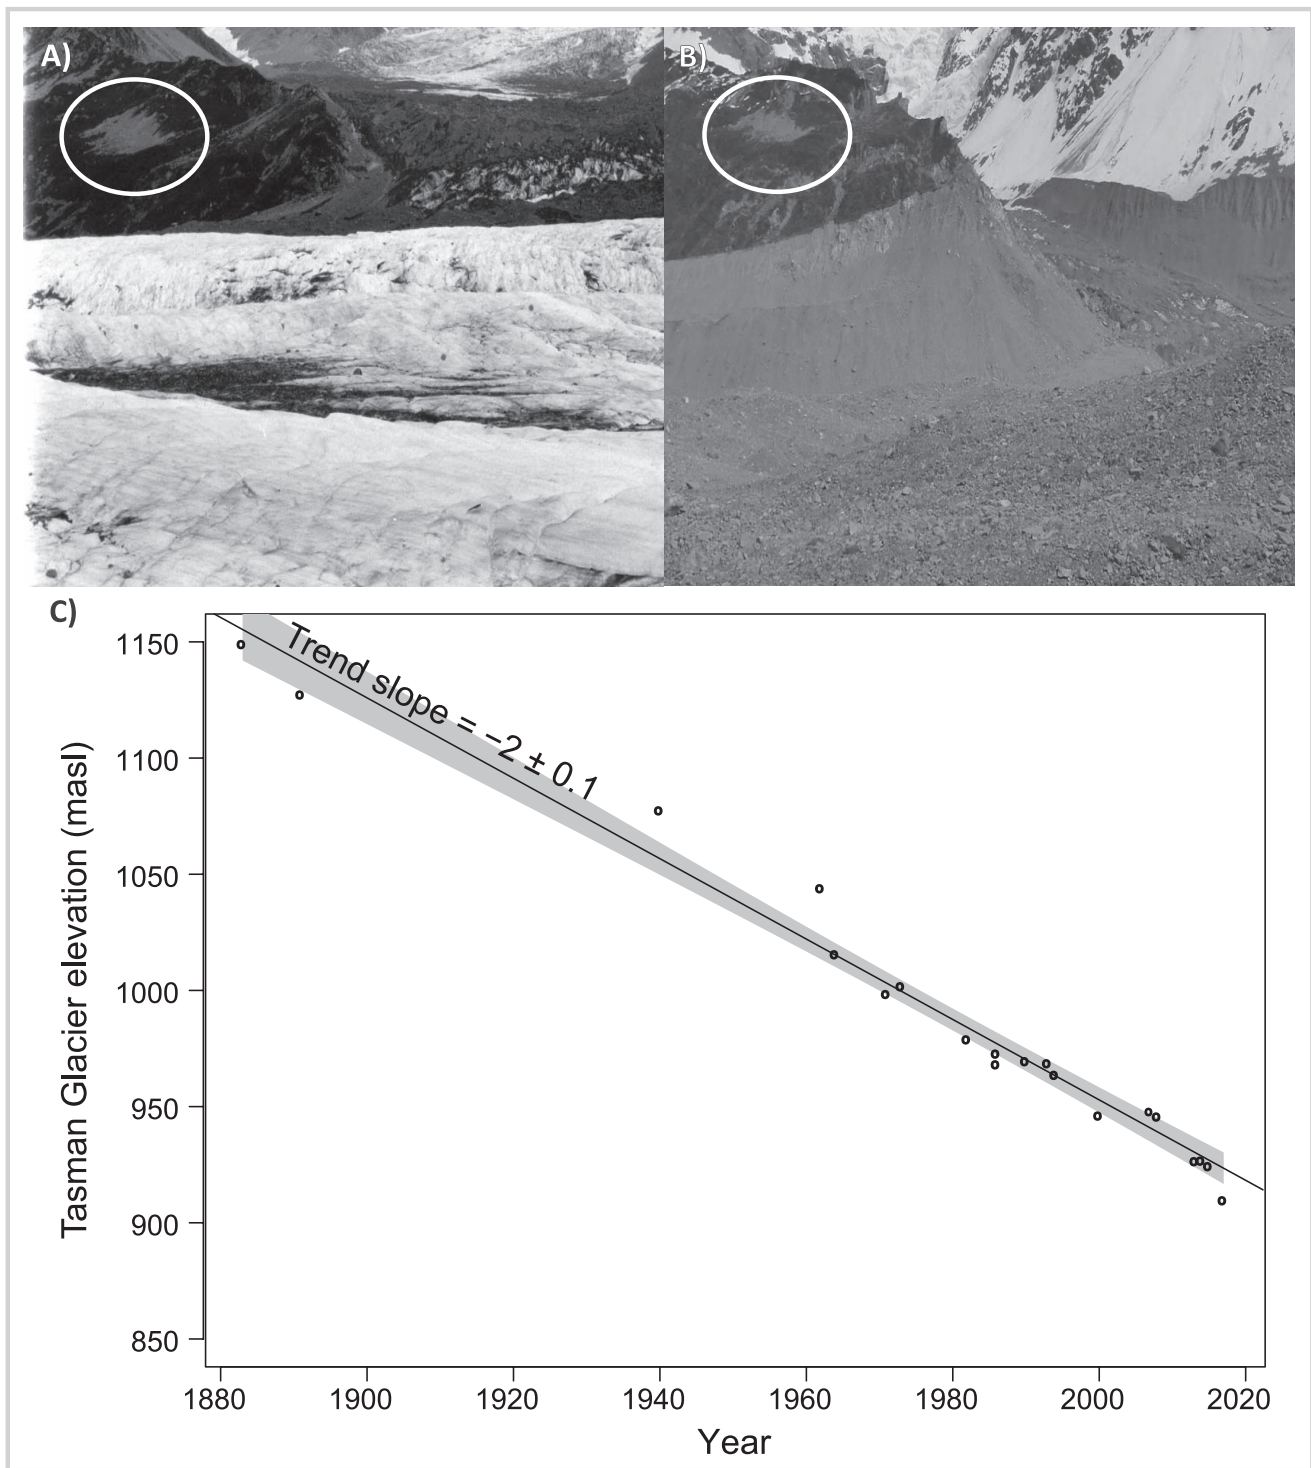 A)
B)
C)
Trend slope = −2 ± 0.1
Tasman Glacier elevation (masl)
1150
1100
1050
1000
950
900
850
1880
1900
1920
1940
1960
1980
2000
2020
Year